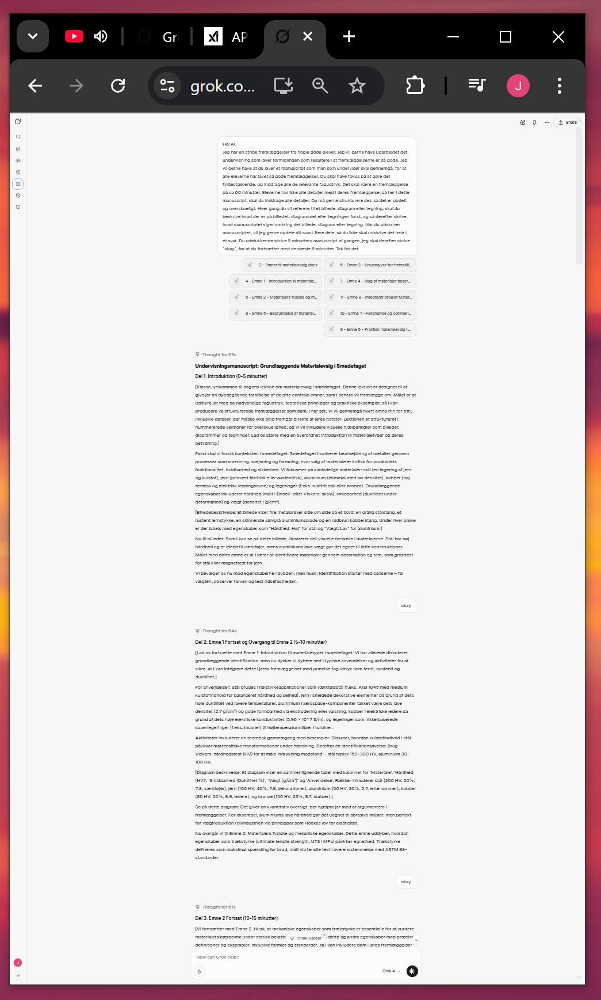 Gr
AP
grok.co...
J
Share
Hej AI.
Jeg har en stribe fremlæggelser fra nogle gode elever. Jeg vil gerne have udarbejdet det
undervisning som laver formidlingen som resultere i at fremlæggelserne er så gode. Jeg
vil gerne have at du laver et manuscript som man som underviser skal gennemgå, for at
alle eleverne har lavet så gode fremlæggelser. Du skal have fokus på at gøre det
fyldestgørende, og inddrage alle de relevante fagudtryk. Det skal være en fremlæggelse
på ca 60 minutter. Eleverne har ikke alle detaljer med i deres fremlæggelse, så her i dette
manuscript, skal du inddrage alle detaljer. Du må gerne strukturere det, så det er opdelt
og overskueligt. Hver gang du vil referere til et billede, diagram eller tegning, skal du
beskrive hvad der er på billedet, diagrammet eller tegningen først, og så derefter skrive,
hvad manuscriptet siger omkring det billede, diagram eller tegning. Når du udskriver
manuscriptet, vil jeg gerne opdele dit svar i flere dele, så du ikke skal udskrive det hele i
ét svar. Du udelukkende skrive 5 minutters manuscript af gangen, jeg skal derefter skrive
"okay", før at du fortsætter med de næste 5 minutter. Tak for det
2 - Emner til materialevalg.docx
6 - Emne 3 - Kravanalyse for fremstill...
4 - Emne 1 - Introduktion til materiale...
7 - Emne 4 - Valg af materialer baser...
5 - Emne 2 - Materialers fysiske og m...
11 - Emne 8 - Integreret projekt Mater...
8 - Emne 5 - Begrundelse af material...
10 - Emne 7 - Fejlanalyse og optimeri...
9 - Emne 6 - Praktisk materialevalg i ...
Thought for 65s
Undervisningsmanuscript: Grundlæggende Materialevalg i Smedefaget
Del 1: Introduktion (0-5 minutter)
[Klasse, velkommen til dagens lektion om materialevalg i smedefaget. Denne lektion er designet til at
give jer en dybdegående forståelse af de otte centrale emner, som I senere vil fremlægge om. Målet er at
udstyre jer med de nødvendige fagudtryk, teoretiske principper og praktiske eksempler, så I kan
producere velstrukturerede fremlæggelser som dem, I har set. Vi vil gennemgå hvert emne trin for trin,
inklusive detaljer, der måske ikke altid fremgår direkte af jeres notater. Lektionen er struktureret i
nummererede sektioner for overskuelighed, og vi vil inkludere visuelle hjælpemidler som billeder,
diagrammer og tegninger. Lad os starte med en overordnet introduktion til materialetyper og deres
betydning.]
Først skal vi forstå konteksten i smedefaget. Smedefaget involverer bearbejdning af metaller gennem
processer som smedning, svejsning og formning, hvor valg af materiale er kritisk for produktets
funktionalitet, holdbarhed og sikkerhed. Vi fokuserer på almindelige materialer: stål (en legering af jern
og kulstof), jern (primært ferritisk eller austenitisk), aluminium (letmetal med lav densitet), kobber (høj
termisk og elektrisk ledningsevne) og legeringer (f.eks. rustfrit stål eller bronze). Grundlæggende
egenskaber inkluderer hårdhed (målt i Brinell- eller Vickers-skala), smidbarhed (duktilitet under
deformation) og vægt (densitet i g/cm³).
[Billedebeskrivelse: Et billede viser fire metalprøver side om side på et bord: en grålig stålstang, et
rustent jernstykke, en skinnende sølvgrå aluminiumsplade og en rødbrun kobberstang. Under hver prøve
er der labels med egenskaber som "Hårdhed: Høj" for stål og "Vægt: Lav" for aluminium.]
Nu til billedet: Som I kan se på dette billede, illustrerer det visuelle forskelle i materialerne. Stål har høj
hårdhed og er ideelt til værktøjer, mens aluminiums lave vægt gør det egnet til lette konstruktioner.
Målet med dette emne er at I lærer at identificere materialer gennem observation og test, som gnisttest
for stål eller magnettest for jern.
Vi bevæger os nu mod egenskaberne i dybden, men husk: Identifikation starter med sanserne – føl
vægten, observer farven og test ridsefastheden.
okay
Thought for 64s
Del 2: Emne 1 Fortsat og Overgang til Emne 2 (5-10 minutter)
[Lad os fortsætte med Emne 1: Introduktion til materialetyper i smedefaget. Vi har allerede diskuteret
grundlæggende identifikation, men nu dykker vi dybere ned i typiske anvendelser og aktiviteter for at
sikre, at I kan integrere dette i jeres fremlæggelser med præcise fagudtryk som ferrit, austenit og
duktilitet.]
For anvendelser: Stål bruges i højstyrkeapplikationer som værktøjsstål (f.eks. AISI 1045 med medium
kulstofindhold for balanceret hårdhed og sejhed), jern i smedede dekorative elementer på grund af dets
høje duktilitet ved lavere temperaturer, aluminium i aerospace-komponenter takket være dets lave
densitet (2.7 g/cm³) og gode formbarhed via ekstrudering eller valsning, kobber i elektriske ledere på
grund af dets høje elektriske konduktivitet (5.96 × 10^7 S/m), og legeringer som nikkelbaserede
superlegeringer (f.eks. Inconel) til højtemperaturmiljøer i turbiner.
Aktiviteter inkluderer en teoretisk gennemgang med eksempler: Diskuter, hvordan kulstofindhold i stål
påvirker martensitiske transformationer under hærdning. Derefter en identifikationsøvelse: Brug
Vickers-hårdhedstest (HV) for at måle indrykning modstand – stål typisk 150-300 HV, aluminium 30-
100 HV.
[Diagram beskrivelse: Et diagram viser en sammenlignende tabel med kolonner for 'Materiale', 'Hårdhed
(HV)', 'Smidbarhed (Duktilitet %)', 'Vægt (g/cm³)' og 'Anvendelse'. Rækker inkluderer stål (200 HV, 20%,
7.8, værktøjer), jern (100 HV, 40%, 7.9, dekorationer), aluminium (50 HV, 30%, 2.7, lette rammer), kobber
(80 HV, 50%, 8.9, ledere), og bronze (150 HV, 25%, 8.7, statuer).]
Se på dette diagram: Det giver en kvantitativ oversigt, der hjælper jer med at argumentere i
fremlæggelser. For eksempel, aluminiums lave hårdhed gør det uegnet til abrasive miljøer, men perfekt
for vægtreduktion i bilindustrien via principper som Hookes lov for elasticitet.
Nu overgår vi til Emne 2: Materialers fysiske og mekaniske egenskaber. Dette emne uddyber, hvordan
egenskaber som trækstyrke (ultimate tensile strength, UTS i MPa) påvirker egnethed. Trækstyrke
defineres som maksimal spænding før brud, målt via tensile test i overensstemmelse med ASTM E8-
standarder.
okay
Thought for 61s
Del 3: Emne 2 Fortsat (10-15 minutter)
[Vi fortsætter med Emne 2. Husk, at mekaniske egenskaber som trækstyrke er essentielle for at vurdere
materialets bæreevne under statisk belast
dette og andre egenskaber med præcise
Think Harder
definitioner og eksempler, inklusive formler og standarder, så I kan inkludere dem i jeres fremlæggelser
How can Grok help?
Grok 4
J